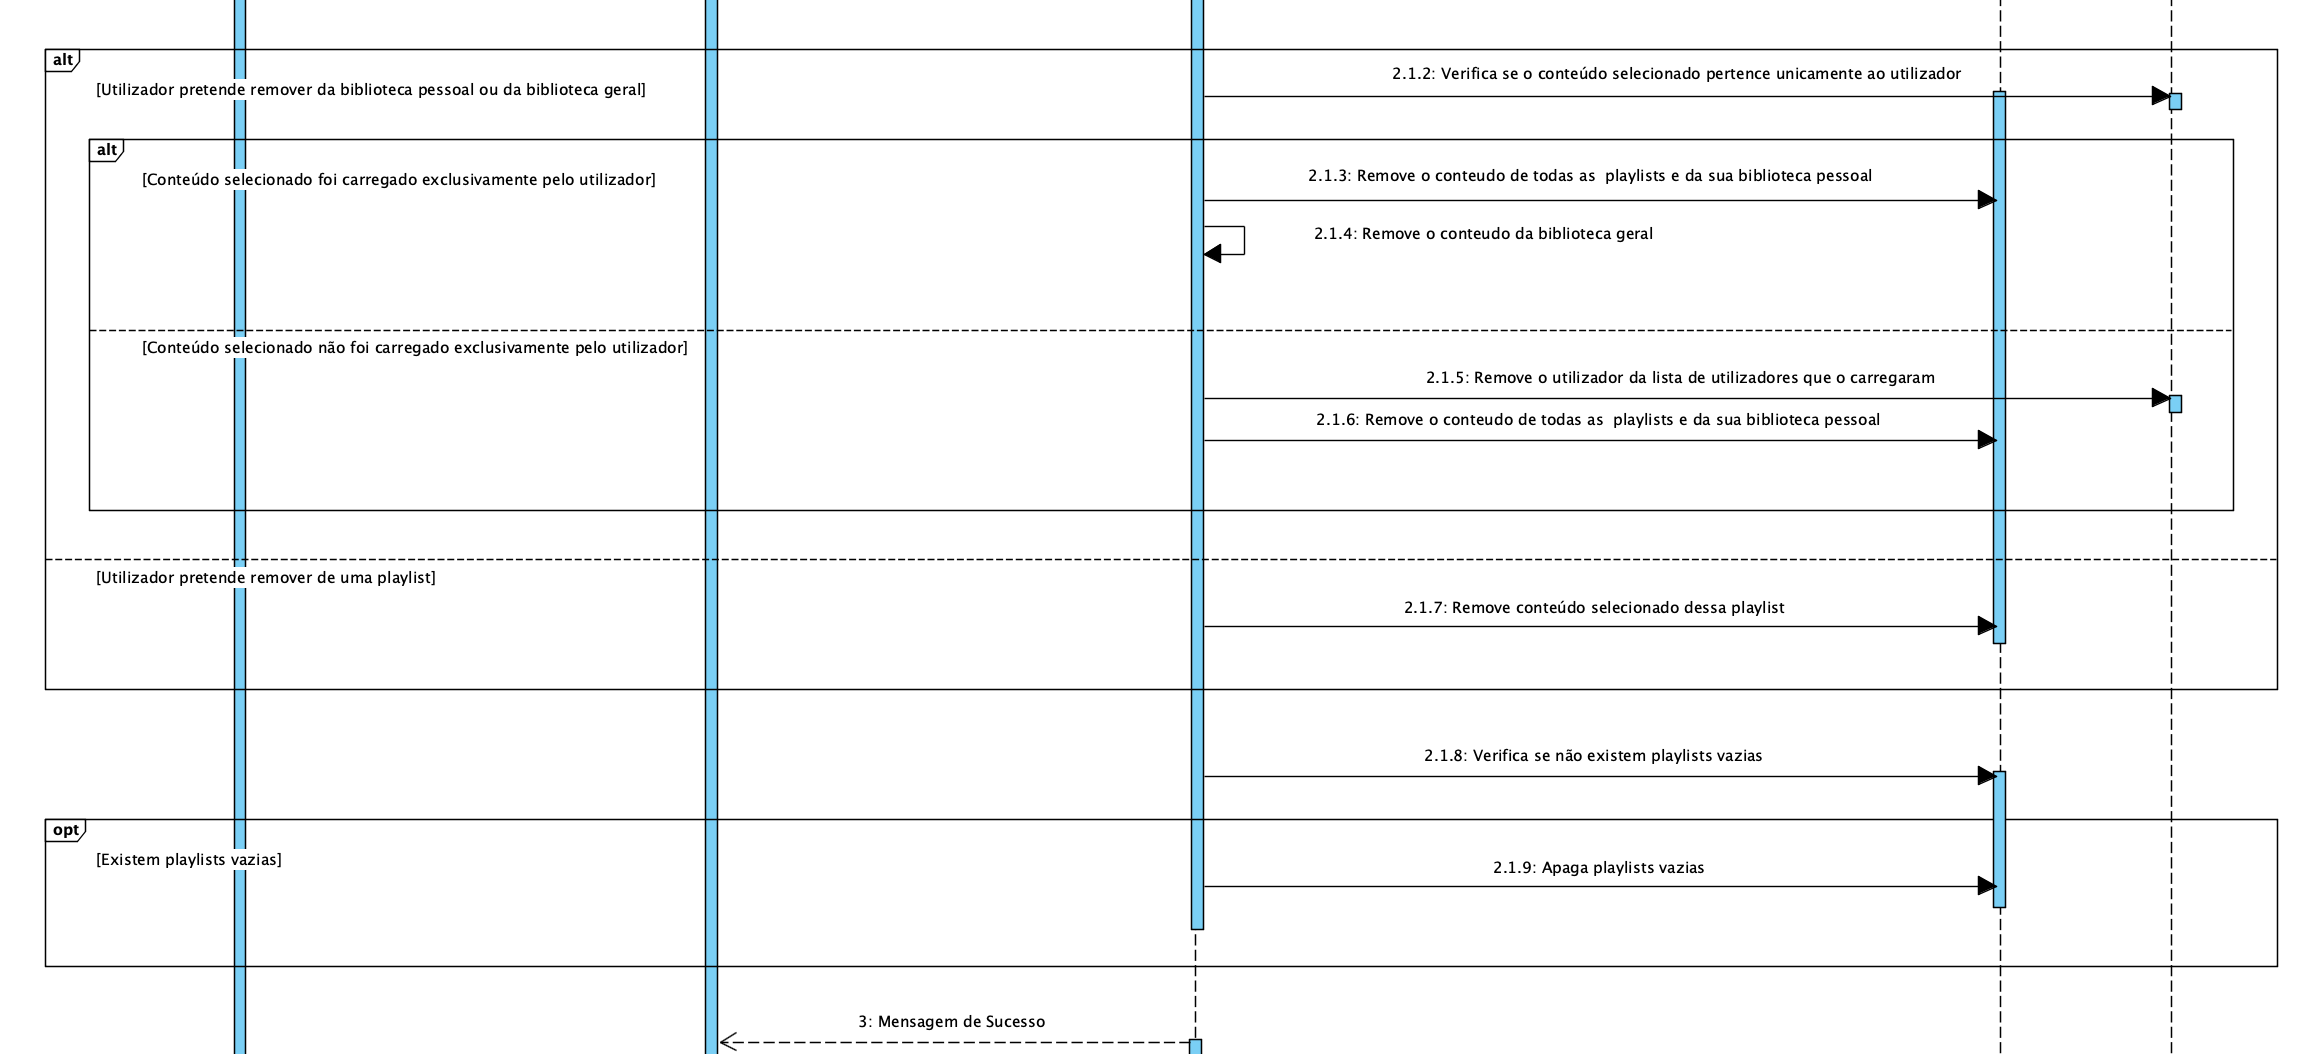 alt
2.1.2: Verifica se o conteúdo selecionado pertence unicamente ao utilizador
[Utilizador pretende remover da biblioteca pessoal ou da biblioteca geral]
alt
2.1.3: Remove o conteudo de todas as  playlists e da sua biblioteca pessoal
[Conteúdo selecionado foi carregado exclusivamente pelo utilizador]
2.1.4: Remove o conteudo da biblioteca geral
[Conteúdo selecionado não foi carregado exclusivamente pelo utilizador]
2.1.5: Remove o utilizador da lista de utilizadores que o carregaram
2.1.6: Remove o conteudo de todas as  playlists e da sua biblioteca pessoal
[Utilizador pretende remover de uma playlist]
2.1.7: Remove conteúdo selecionado dessa playlist
2.1.8: Verifica se não existem playlists vazias
opt
[Existem playlists vazias]
2.1.9: Apaga playlists vazias
3: Mensagem de Sucesso